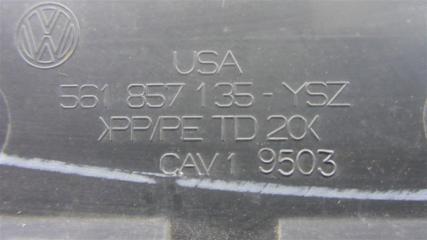 USA
561 857 135-YSZ
>PP/PE TD 20<
CAV 1 9503